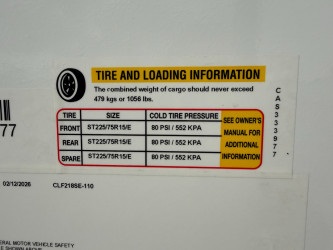 TIRE AND LOADING INFORMATION
The combined weight of cargo should never exceed
479 kgs or 1056 lbs.
TIRE SIZE COLD TIRE PRESSURE
FRONT ST225/75R15/E 80 PSI / 552 KPA
REAR ST225/75R15/E 80 PSI / 552 KPA
SPARE ST225/75R15/E 80 PSI / 552 KPA
SEE OWNER'S
MANUAL FOR
ADDITIONAL
INFORMATION
CAS333977
77
02/12/2026 CLF218SE-110
ERAL MOTOR VEHICLE SAFETY